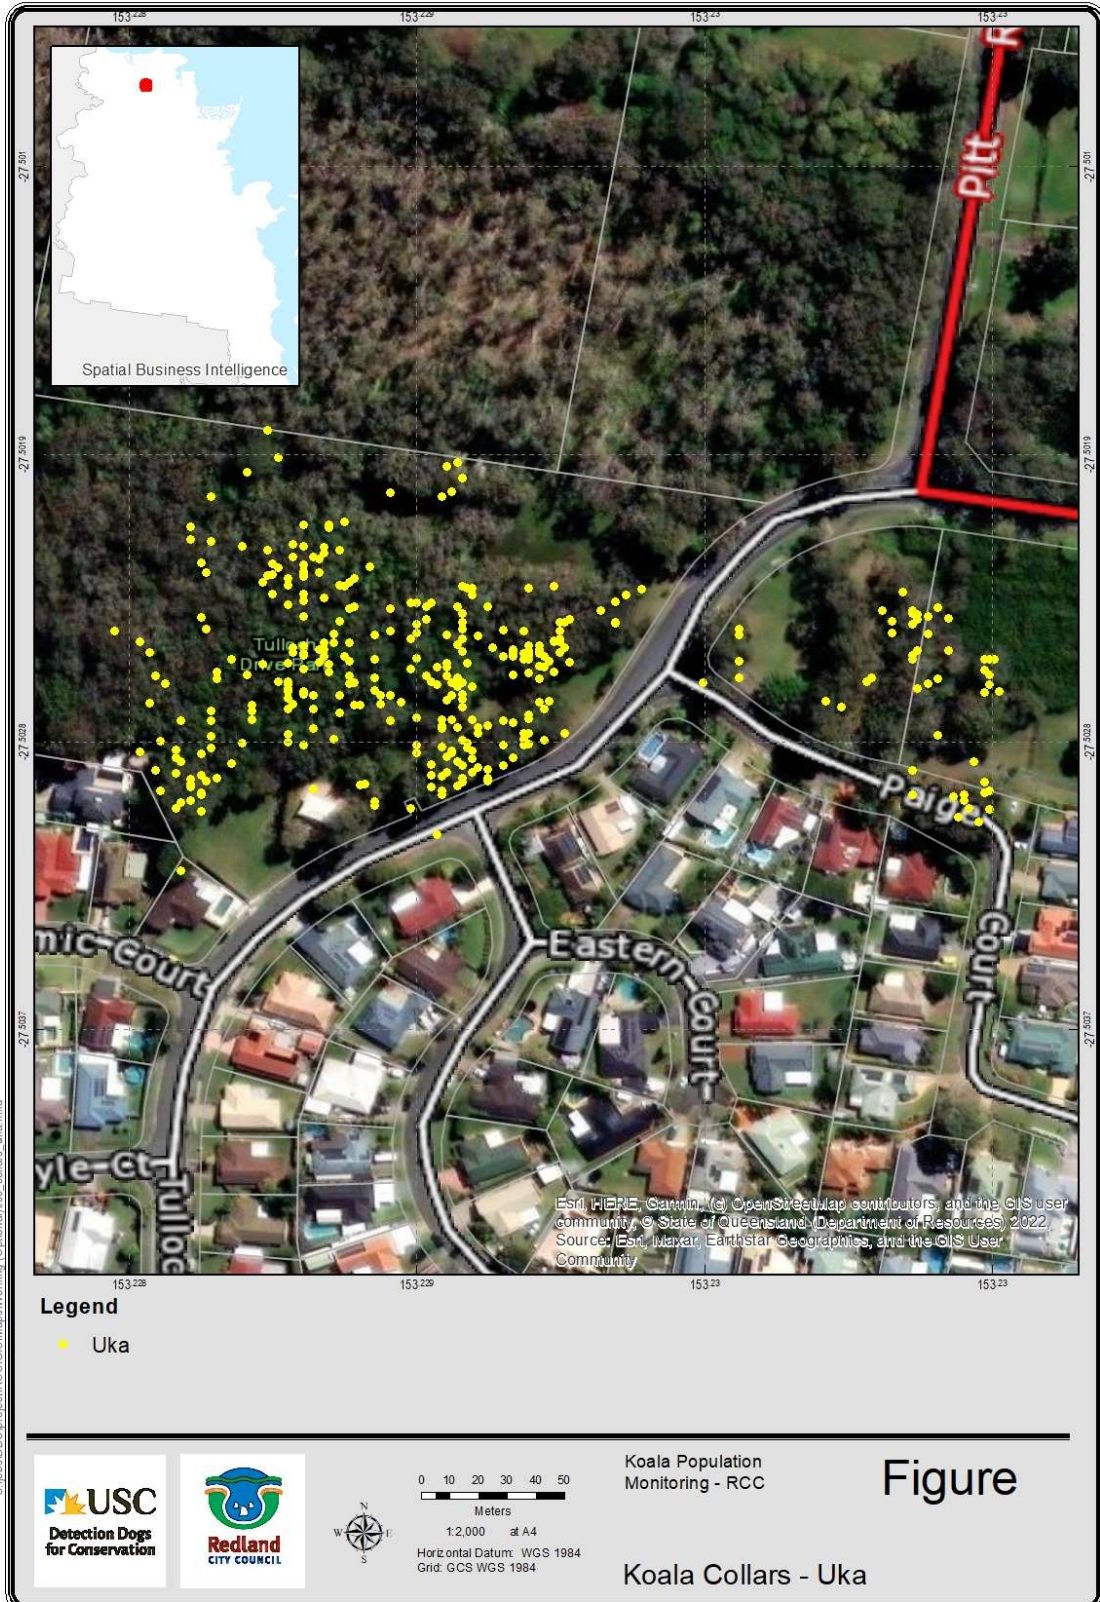 153.228 153.229 153.23 153.23
-27.501 -27.501
-27.5019 -27.5019
-27.5028 -27.5028
-27.5037 -27.5037
Spatial Business Intelligence
Pitt R
Tulloch
Drive Park
Paige
Court
Eastern Court
mic Court
yle Ct
Tulloc
Esri, HERE, Garmin, (c) OpenStreetMap contributors, and the GIS user
community, © State of Queensland (Department of Resources) 2022,
Source: Esri, Maxar, Earthstar Geographics, and the GIS User
Community
153.228 153.229 153.23 153.23
Legend
Uka
USC
Detection Dogs
for Conservation
Redland
CITY COUNCIL
N
W E
S
0 10 20 30 40 50
Meters
1:2,000 at A4
Horizontal Datum: WGS 1984
Grid: GCS WGS 1984
Koala Population
Monitoring - RCC
Figure
Koala Collars - Uka